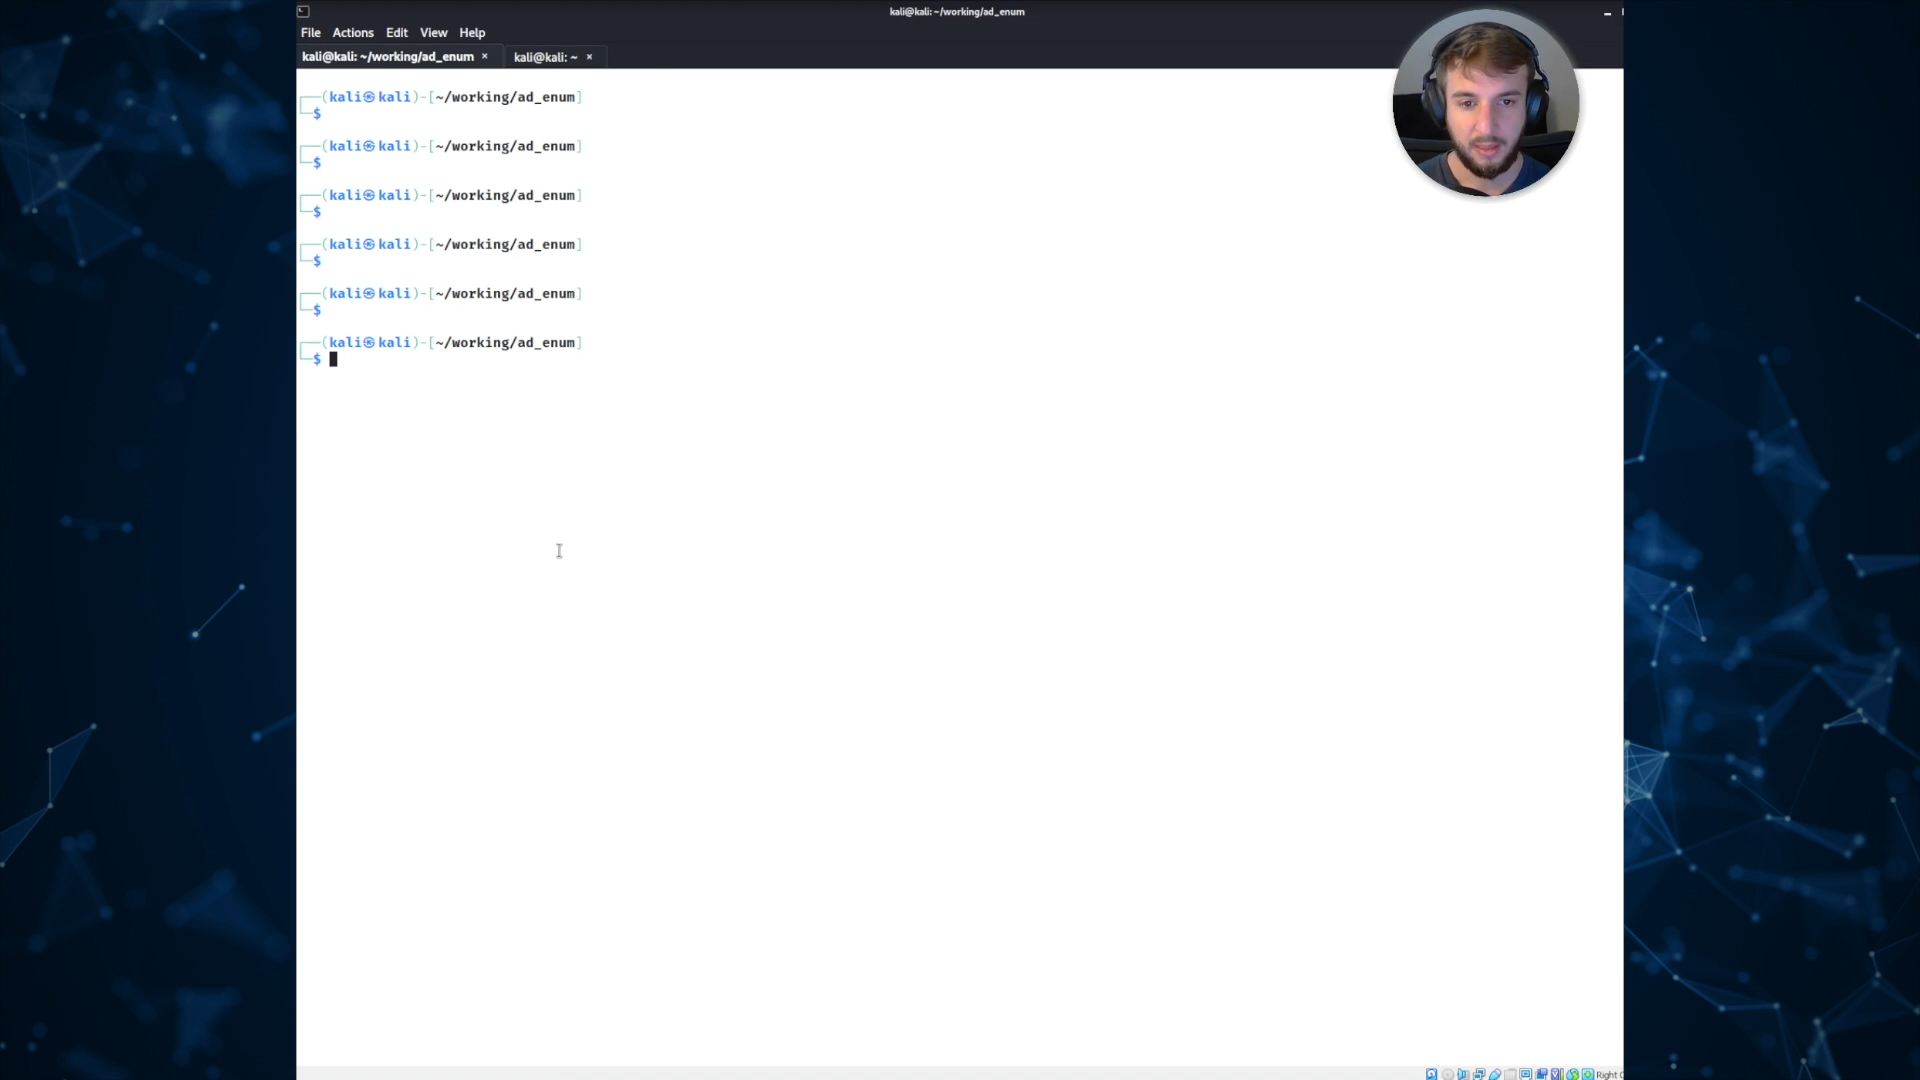 kali@kali: ~/working/ad_enum
File Actions Edit View Help
kali@kali: ~/working/ad_enum × kali@kali: ~ ×
┌──(kali㉿kali)-[~/working/ad_enum]
└─$
┌──(kali㉿kali)-[~/working/ad_enum]
└─$
┌──(kali㉿kali)-[~/working/ad_enum]
└─$
┌──(kali㉿kali)-[~/working/ad_enum]
└─$
┌──(kali㉿kali)-[~/working/ad_enum]
└─$
┌──(kali㉿kali)-[~/working/ad_enum]
└─$
Right C